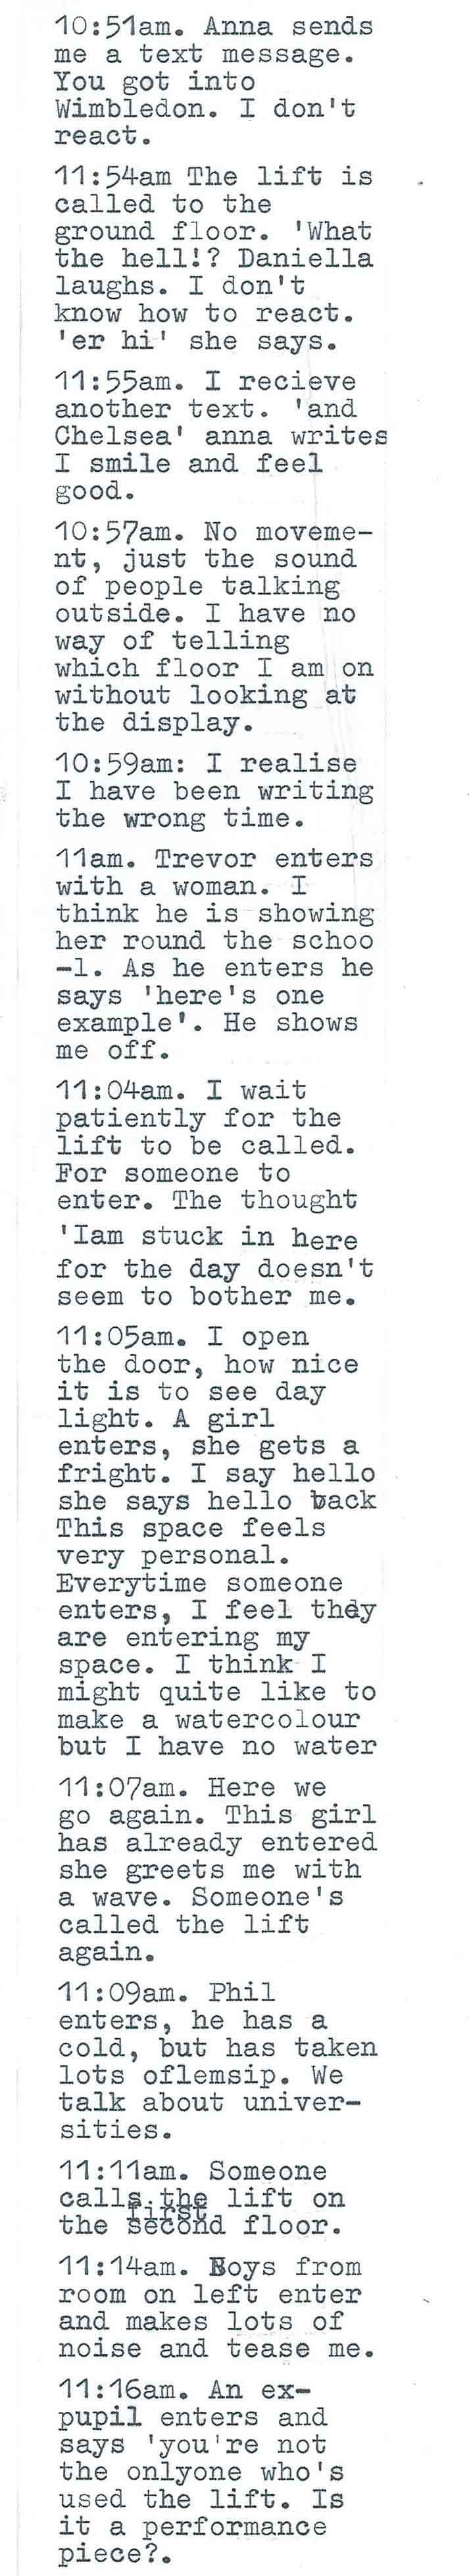 10:51am. Anna sends
me a text message.
You got into
Wimbledon. I don't
react.
11:54am The lift is
called to the
ground floor. 'What
the hell!? Daniella
laughs. I don't
know how to react.
'er hi' she says.
11:55am. I recieve
another text. 'and
Chelsea' anna writes
I smile and feel
good.
10:57am. No moveme-
nt, just the sound
of people talking
outside. I have no
way of telling
which floor I am on
without looking at
the display.
10:59am: I realise
I have been writing
the wrong time.
11am. Trevor enters
with a woman. I
think he is showing
her round the schoo
-l. As he enters he
says 'here's one
example'. He shows
me off.
11:04am. I wait
patiently for the
lift to be called.
For someone to
enter. The thought
'Iam stuck in here
for the day doesn't
seem to bother me.
11:05am. I open
the door, how nice
it is to see day
light. A girl
enters, she gets a
fright. I say hello
she says hello back
This space feels
very personal.
Everytime someone
enters, I feel they
are entering my
space. I think I
might quite like to
make a watercolour
but I have no water
11:07am. Here we
go again. This girl
has already entered
she greets me with
a wave. Someone's
called the lift
again.
11:09am. Phil
enters, he has a
cold, but has taken
lots oflemsip. We
talk about univer-
sities.
11:11am. Someone
calls the lift on
first
the second floor.
11:14am. Boys from
room on left enter
and makes lots of
noise and tease me.
11:16am. An ex-
pupil enters and
says 'you're not
the onlyone who's
used the lift. Is
it a performance
piece?.